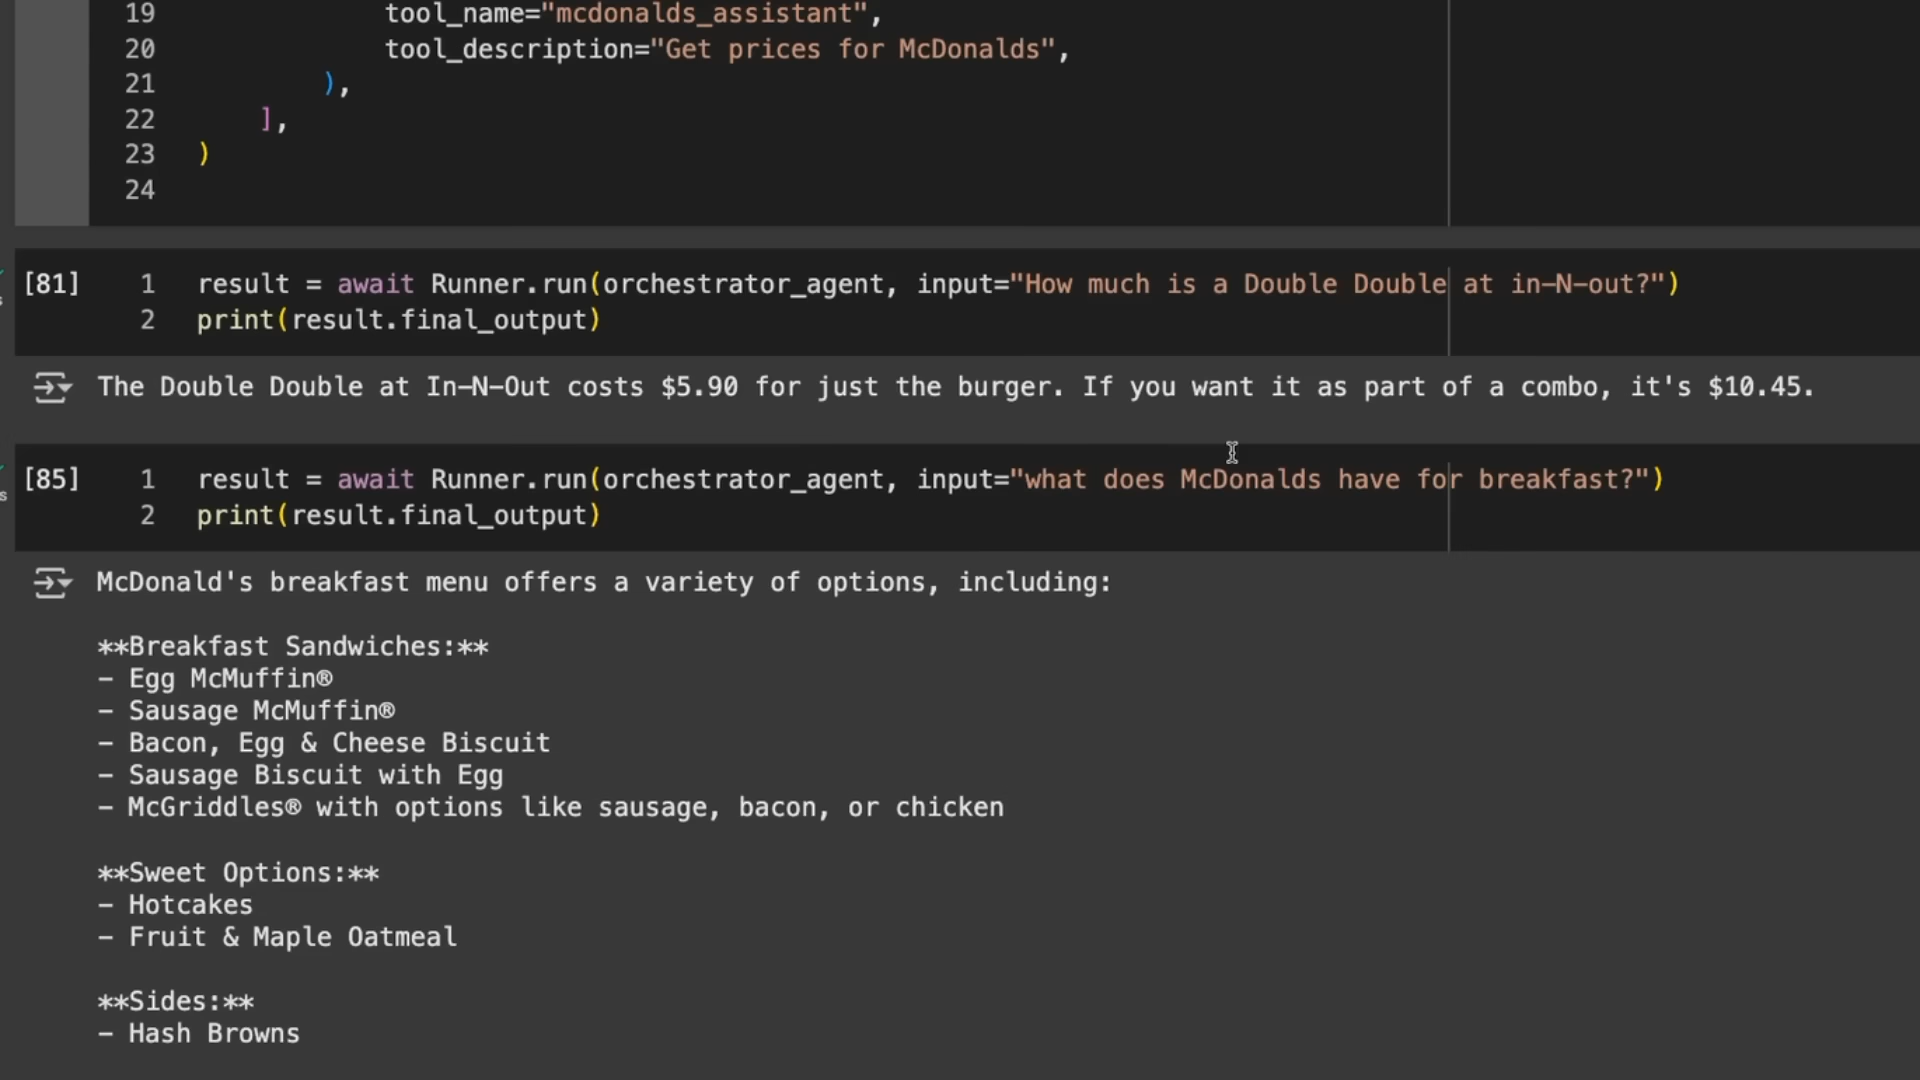 19 tool_name="mcdonalds_assistant",
20 tool_description="Get prices for McDonalds",
21 ),
22 ],
23 )
24
[81] 1 result = await Runner.run(orchestrator_agent, input="How much is a Double Double at in-N-out?")
2 print(result.final_output)
The Double Double at In-N-Out costs $5.90 for just the burger. If you want it as part of a combo, it's $10.45.
[85] 1 result = await Runner.run(orchestrator_agent, input="what does McDonalds have for breakfast?")
2 print(result.final_output)
McDonald's breakfast menu offers a variety of options, including:
**Breakfast Sandwiches:**
- Egg McMuffin®
- Sausage McMuffin®
- Bacon, Egg & Cheese Biscuit
- Sausage Biscuit with Egg
- McGriddles® with options like sausage, bacon, or chicken
**Sweet Options:**
- Hotcakes
- Fruit & Maple Oatmeal
**Sides:**
- Hash Browns